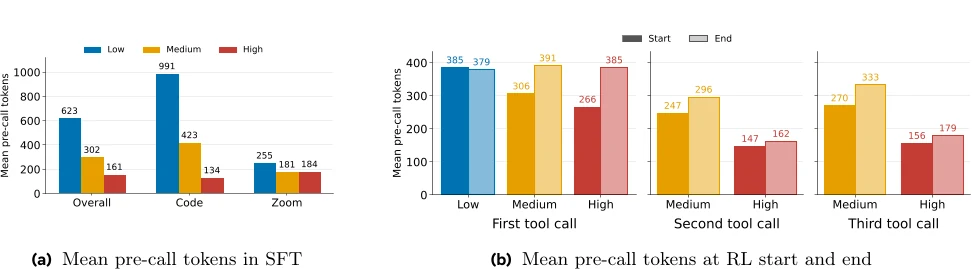 Low Medium High
Mean pre-call tokens
1000
800
600
400
200
0
623
302
161
991
423
134
255
181
184
Overall Code Zoom
(a) Mean pre-call tokens in SFT
Start End
Mean pre-call tokens
400
300
200
100
0
385
379
306
391
266
385
Low Medium High
First tool call
247
296
147
162
Medium High
Second tool call
270
333
156
179
Medium High
Third tool call
(b) Mean pre-call tokens at RL start and end